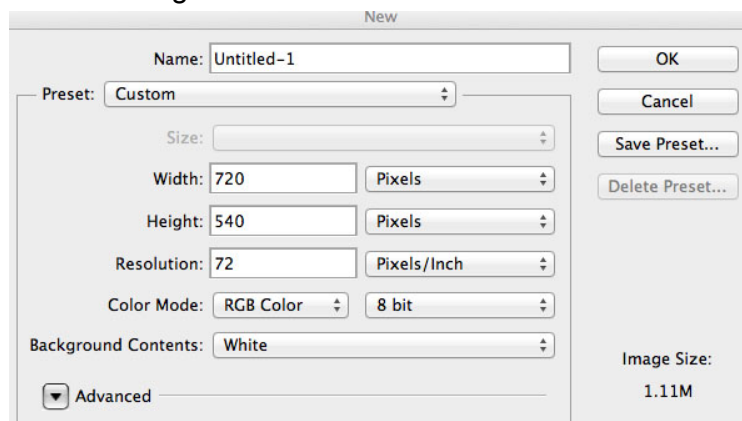 New
Name: Untitled-1
OK
Preset: Custom
Cancel
Size:
Save Preset...
Width: 720 Pixels
Delete Preset...
Height: 540 Pixels
Resolution: 72 Pixels/Inch
Color Mode: RGB Color 8 bit
Background Contents: White
Image Size:
Advanced
1.11M